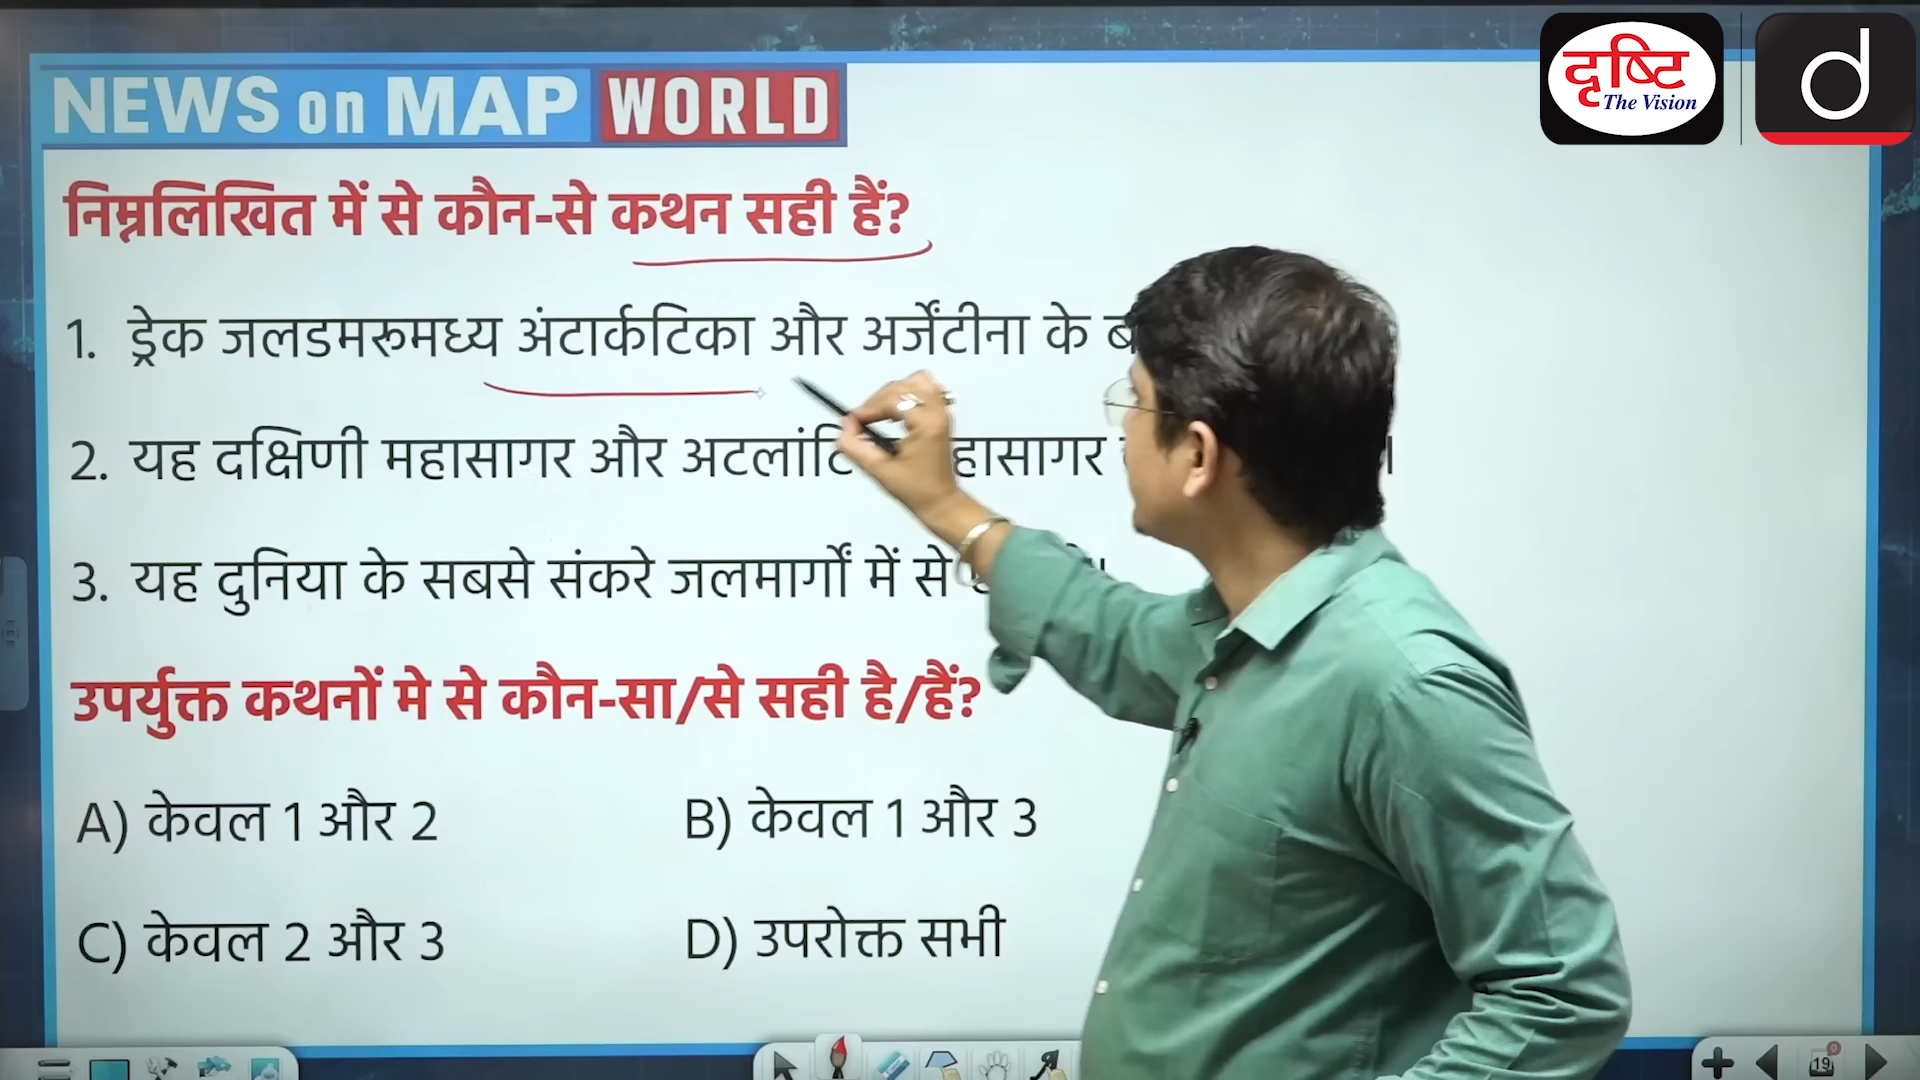 दृष्टि
The Vision
d
NEWS on MAP WORLD
निम्नलिखित में से कौन-से कथन सही हैं?
1. ड्रेक जलडमरूमध्य अंटार्कटिका और अर्जेंटीना के
2. यह दक्षिणी महासागर और
3. यह दुनिया के सबसे संकरे जलमार्गों में से
उपर्युक्त कथनों मे से कौन-सा/से सही है/हैं?
A) केवल 1 और 2
B) केवल 1 और 3
C) केवल 2 और 3
D) उपरोक्त सभी
19
0